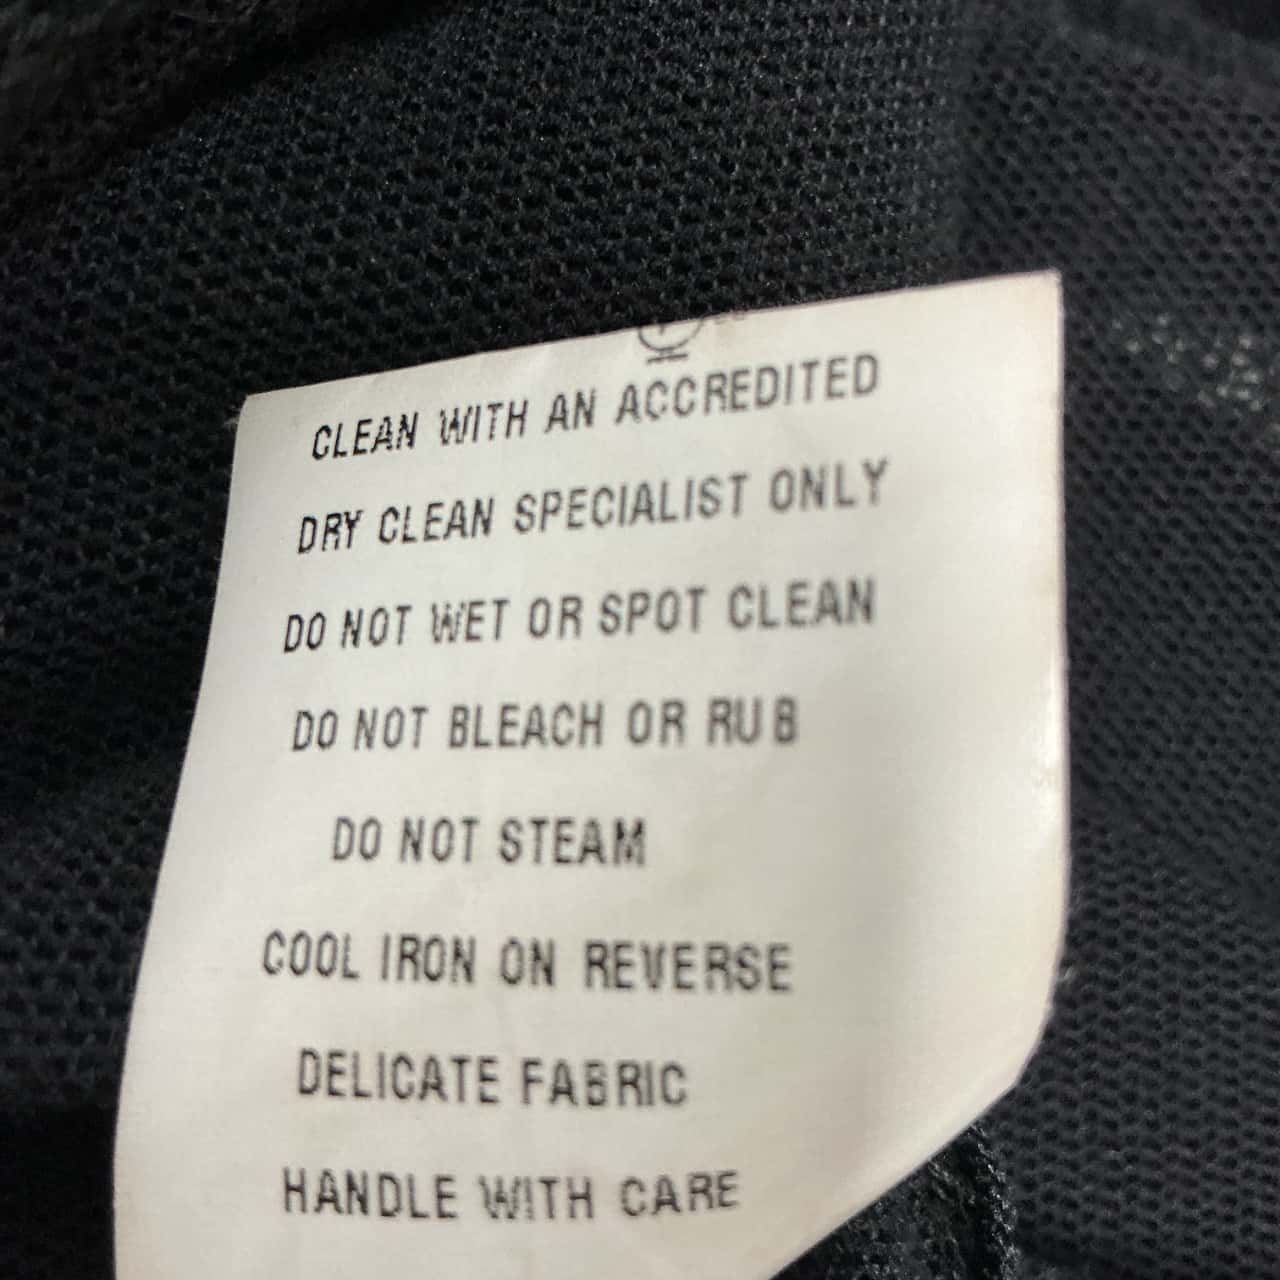 CLEAN WITH AN ACCREDITED
DRY CLEAN SPECIALIST ONLY
DO NOT WET OR SPOT CLEAN
DO NOT BLEACH OR RUB
DO NOT STEAM
COOL IRON ON REVERSE
DELICATE FABRIC
HANDLE WITH CARE